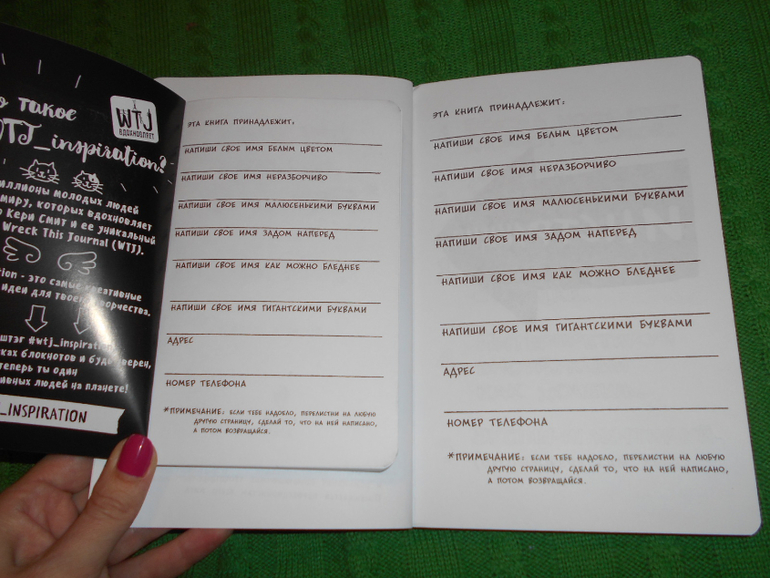 о такое
WTJ_inspiration?
WTJ
ВДОХНОВЛЯЕТ
иллионы молодых людей
миру, которых вдохновляет
о Кери Смит и ее уникальный
Wreck This Journal (WTJ).
tion - это самые креативные
идеи для твоего творчества.
штэг #wtj_inspiration
ках блокнотов и будь уверен,
теперь ты один
ивных людей на планете!
_INSPIRATION
ЭТА КНИГА ПРИНАДЛЕЖИТ:
НАПИШИ СВОЕ ИМЯ БЕЛЫМ ЦВЕТОМ
НАПИШИ СВОЕ ИМЯ НЕРАЗБОРЧИВО
НАПИШИ СВОЕ ИМЯ МАЛЮСЕНЬКИМИ БУКВАМИ
НАПИШИ СВОЕ ИМЯ ЗАДОМ НАПЕРЕД
НАПИШИ СВОЕ ИМЯ КАК МОЖНО БЛЕДНЕЕ
НАПИШИ СВОЕ ИМЯ ГИГАНТСКИМИ БУКВАМИ
АДРЕС
НОМЕР ТЕЛЕФОНА
*ПРИМЕЧАНИЕ: ЕСЛИ ТЕБЕ НАДОЕЛО, ПЕРЕЛИСТНИ НА ЛЮБУЮ
ДРУГУЮ СТРАНИЦУ, СДЕЛАЙ ТО, ЧТО НА НЕЙ НАПИСАНО,
А ПОТОМ ВОЗВРАЩАЙСЯ.
ЭТА КНИГА ПРИНАДЛЕЖИТ:
НАПИШИ СВОЕ ИМЯ БЕЛЫМ ЦВЕТОМ
НАПИШИ СВОЕ ИМЯ НЕРАЗБОРЧИВО
НАПИШИ СВОЕ ИМЯ МАЛЮСЕНЬКИМИ БУКВАМИ
НАПИШИ СВОЕ ИМЯ ЗАДОМ НАПЕРЕД
НАПИШИ СВОЕ ИМЯ КАК МОЖНО БЛЕДНЕЕ
НАПИШИ СВОЕ ИМЯ ГИГАНТСКИМИ БУКВАМИ
АДРЕС
НОМЕР ТЕЛЕФОНА
*ПРИМЕЧАНИЕ: ЕСЛИ ТЕБЕ НАДОЕЛО, ПЕРЕЛИСТНИ НА ЛЮБУЮ
ДРУГУЮ СТРАНИЦУ, СДЕЛАЙ ТО, ЧТО НА НЕЙ НАПИСАНО,
А ПОТОМ ВОЗВРАЩАЙСЯ.